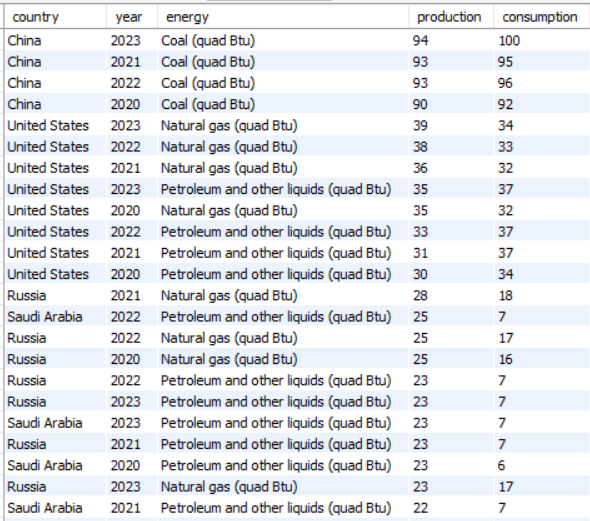 country year energy production consumption
China 2023 Coal (quad Btu) 94 100
China 2021 Coal (quad Btu) 93 95
China 2022 Coal (quad Btu) 93 96
China 2020 Coal (quad Btu) 90 92
United States 2023 Natural gas (quad Btu) 39 34
United States 2022 Natural gas (quad Btu) 38 33
United States 2021 Natural gas (quad Btu) 36 32
United States 2023 Petroleum and other liquids (quad Btu) 35 37
United States 2020 Natural gas (quad Btu) 35 32
United States 2022 Petroleum and other liquids (quad Btu) 33 37
United States 2021 Petroleum and other liquids (quad Btu) 31 37
United States 2020 Petroleum and other liquids (quad Btu) 30 34
Russia 2021 Natural gas (quad Btu) 28 18
Saudi Arabia 2022 Petroleum and other liquids (quad Btu) 25 7
Russia 2022 Natural gas (quad Btu) 25 17
Russia 2020 Natural gas (quad Btu) 25 16
Russia 2022 Petroleum and other liquids (quad Btu) 23 7
Russia 2023 Petroleum and other liquids (quad Btu) 23 7
Saudi Arabia 2023 Petroleum and other liquids (quad Btu) 23 7
Russia 2021 Petroleum and other liquids (quad Btu) 23 7
Saudi Arabia 2020 Petroleum and other liquids (quad Btu) 23 6
Russia 2023 Natural gas (quad Btu) 23 17
Saudi Arabia 2021 Petroleum and other liquids (quad Btu) 22 7